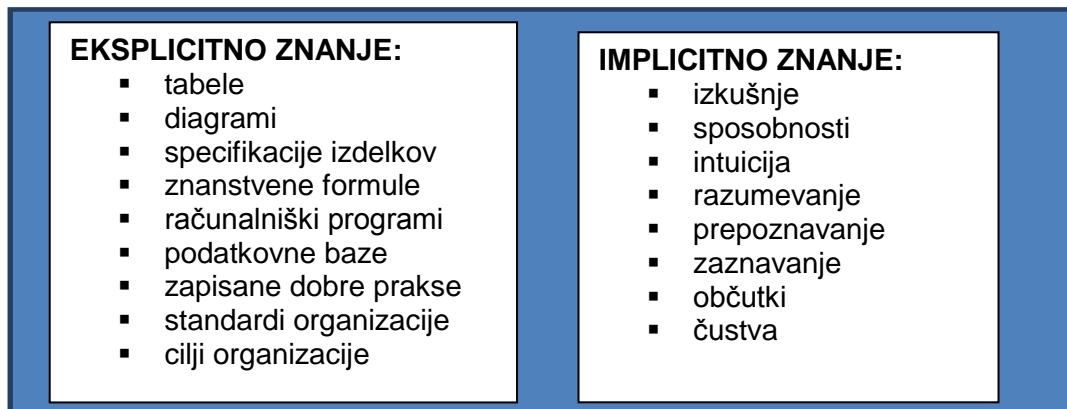 EKSPLICITNO ZNANJE:
▪ tabele
▪ diagrami
▪ specifikacije izdelkov
▪ znanstvene formule
▪ računalniški programi
▪ podatkovne baze
▪ zapisane dobre prakse
▪ standardi organizacije
▪ cilji organizacije
IMPLICITNO ZNANJE:
▪ izkušnje
▪ sposobnosti
▪ intuicija
▪ razumevanje
▪ prepoznavanje
▪ zaznavanje
▪ občutki
▪ čustva